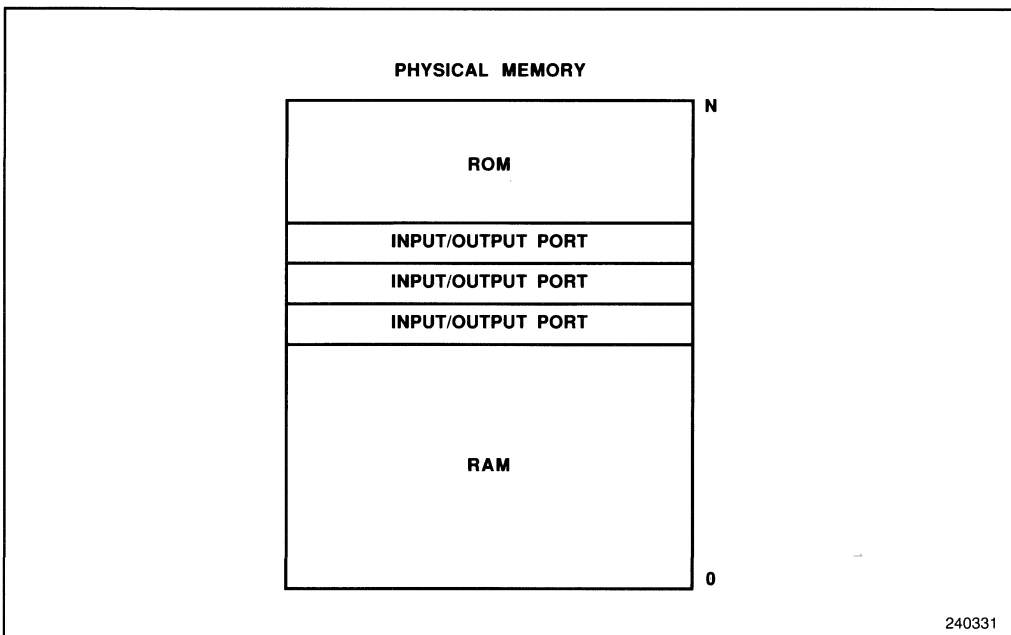 PHYSICAL MEMORY
N
ROM
INPUT/OUTPUT PORT
INPUT/OUTPUT PORT
INPUT/OUTPUT PORT
RAM
0
240331